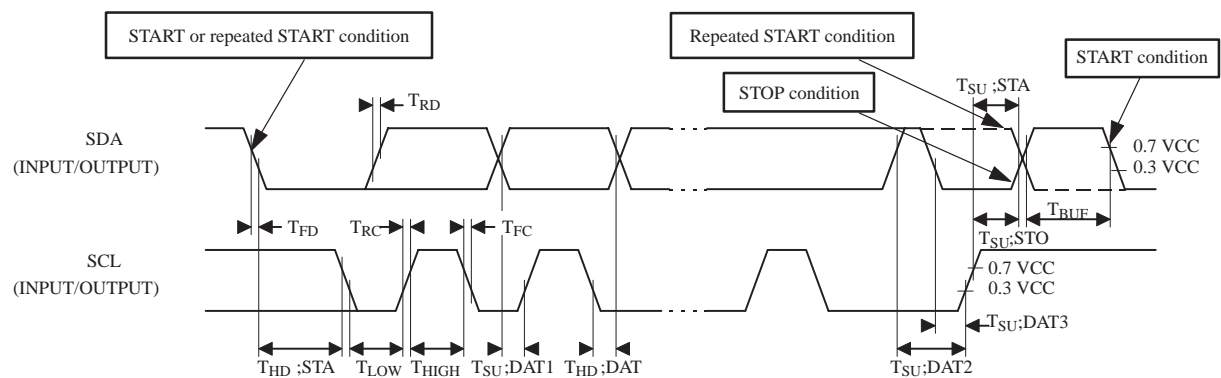 START or repeated START condition
Repeated START condition
START condition
STOP condition
T_SU ;STA
T_RD
SDA
(INPUT/OUTPUT)
0.7 VCC
0.3 VCC
T_FD
T_RC
T_FC
T_BUF
T_SU;STO
SCL
(INPUT/OUTPUT)
0.7 VCC
0.3 VCC
T_SU;DAT3
T_HD ;STA
T_LOW
T_HIGH
T_SU;DAT1
T_HD;DAT
T_SU;DAT2